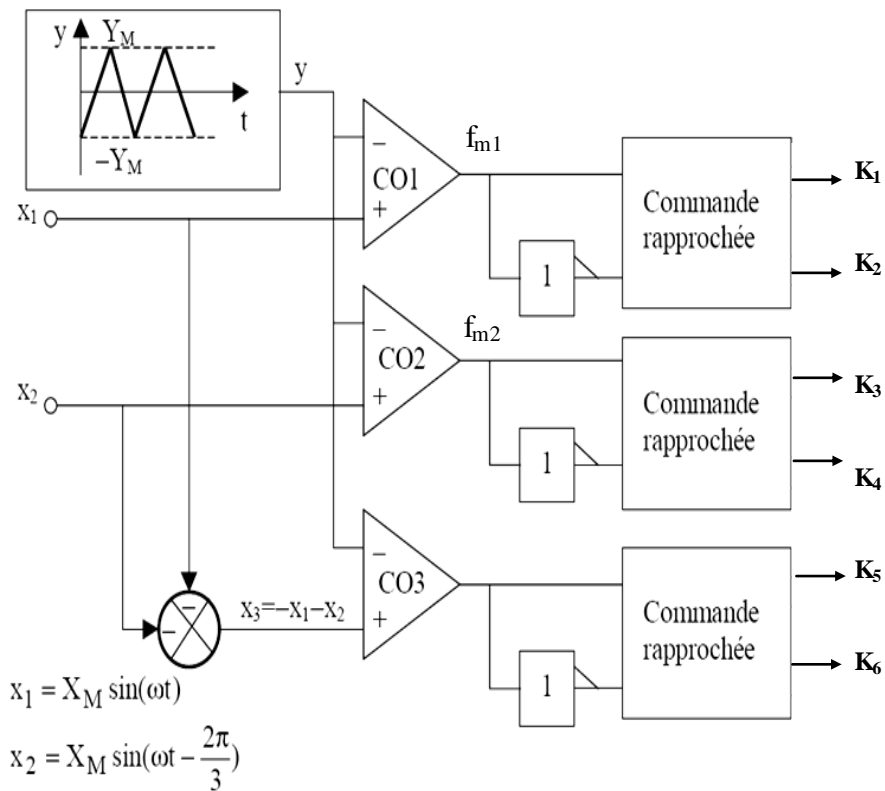 y
Y_M
t
−Y_M
y
x₁
−
CO1
+
f_m1
1
Commande
rapprochée
K₁
K₂
x₂
−
CO2
+
f_m2
1
Commande
rapprochée
K₃
K₄
−
−
x₃=−x₁−x₂
−
CO3
+
1
Commande
rapprochée
K₅
K₆
x₁ = X_M sin(ωt)
x₂ = X_M sin(ωt − 2π/3)